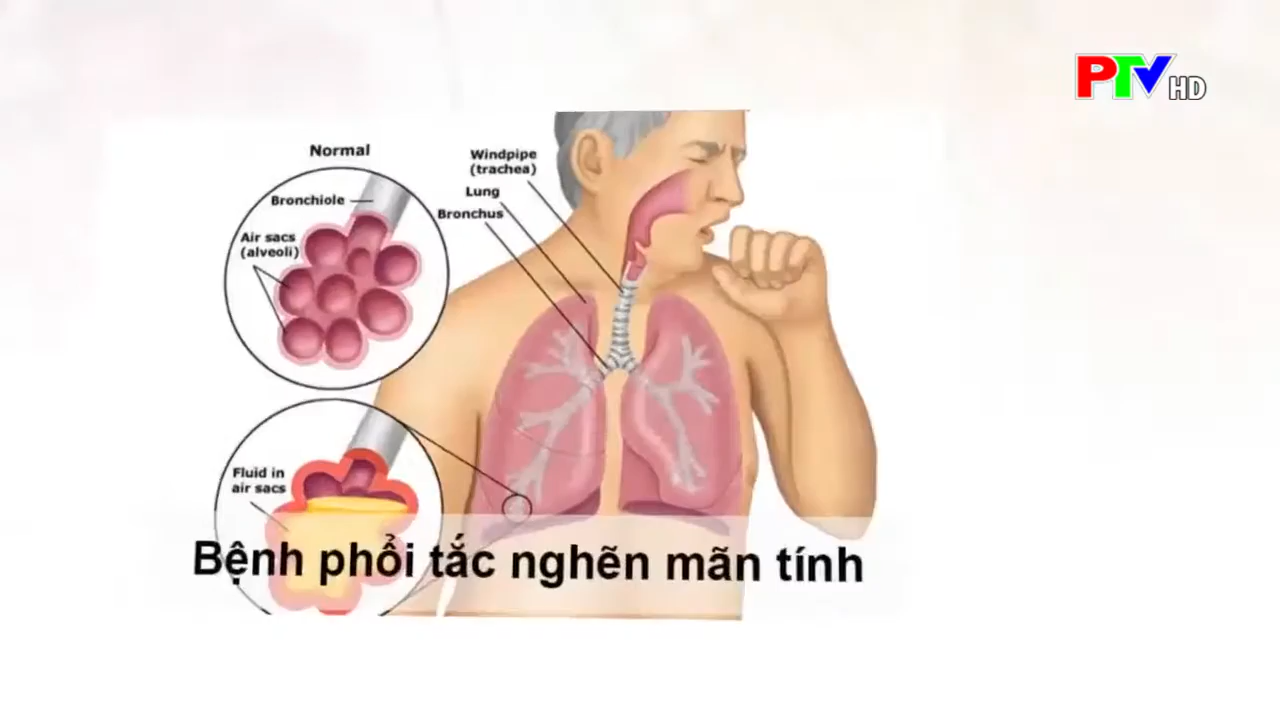 PTV HD
Normal
Bronchiole
Air sacs
(alveoli)
Windpipe
(trachea)
Lung
Bronchus
Fluid in
air sacs
Bệnh phổi tắc nghẽn mãn tính